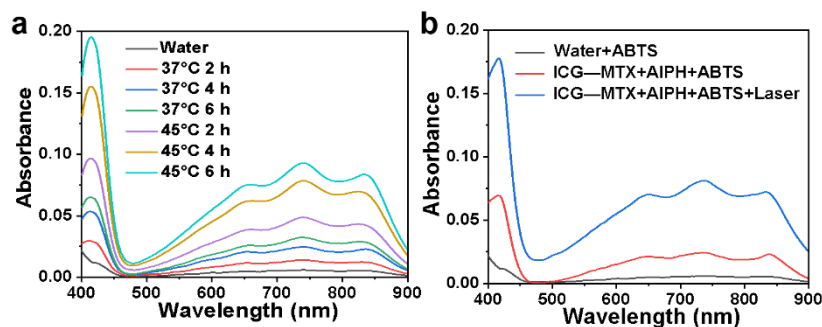 a
0.20
0.15
0.10
0.05
0.00
Absorbance
Water
37°C 2 h
37°C 4 h
37°C 6 h
45°C 2 h
45°C 4 h
45°C 6 h
400 500 600 700 800 900
Wavelength (nm)
b
0.20
0.15
0.10
0.05
0.00
Absorbance
Water+ABTS
ICG—MTX+AIPH+ABTS
ICG—MTX+AIPH+ABTS+Laser
400 500 600 700 800 900
Wavelength (nm)